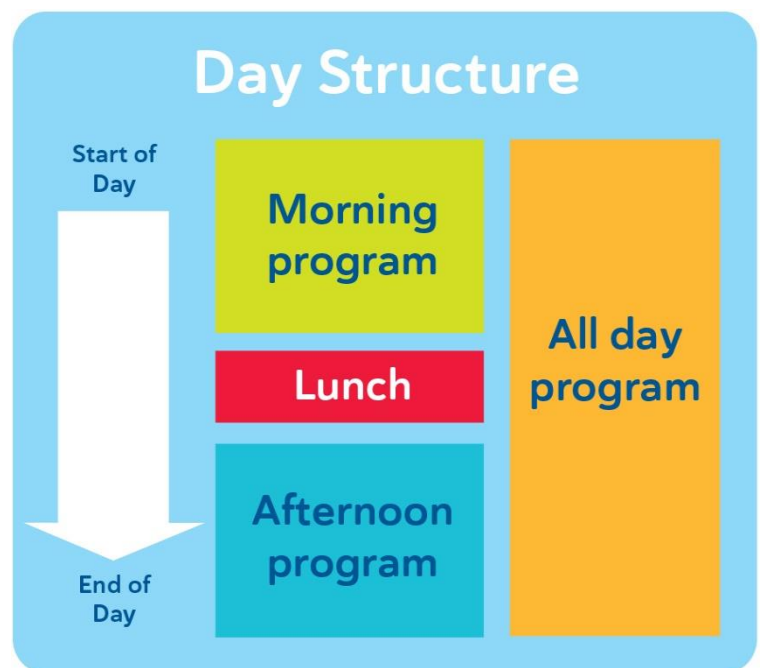 Day Structure
Start of
Day
Morning
program
Lunch
Afternoon
program
All day
program
End of
Day